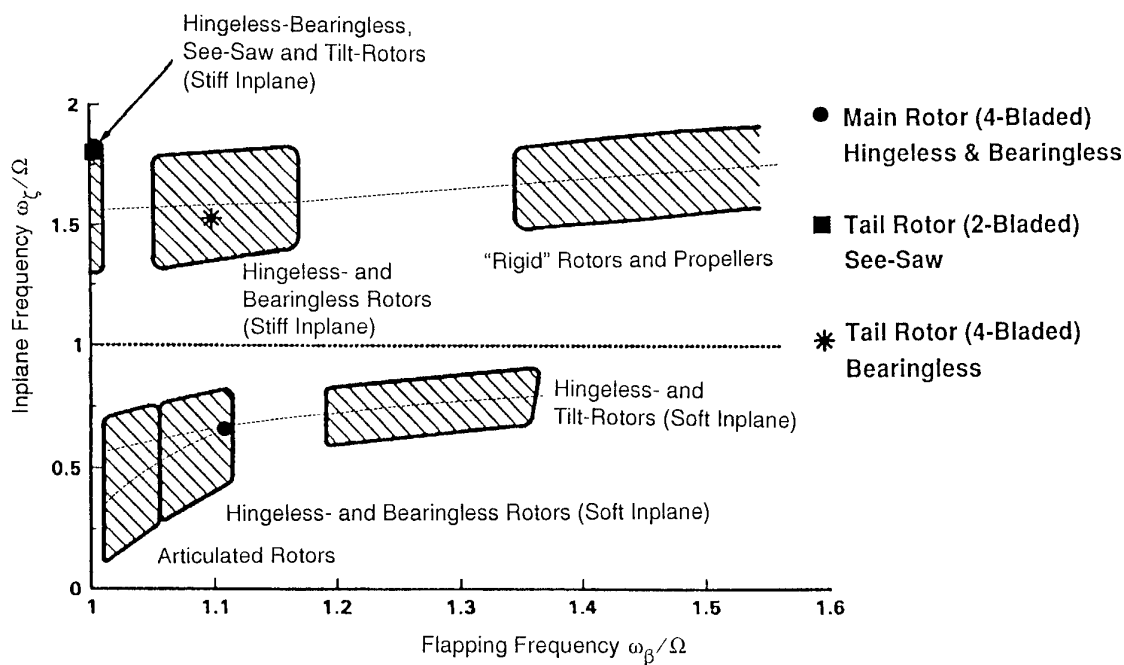 Hingeless-Bearingless,
See-Saw and Tilt-Rotors
(Stiff Inplane)
Inplane Frequency ωζ/Ω
2
1.5
1
0.5
0
Hingeless- and
Bearingless Rotors
(Stiff Inplane)
“Rigid” Rotors and Propellers
Hingeless- and
Tilt-Rotors (Soft Inplane)
Hingeless- and Bearingless Rotors (Soft Inplane)
Articulated Rotors
1 1.1 1.2 1.3 1.4 1.5 1.6
Flapping Frequency ωβ/Ω
Main Rotor (4-Bladed)
Hingeless & Bearingless
Tail Rotor (2-Bladed)
See-Saw
Tail Rotor (4-Bladed)
Bearingless